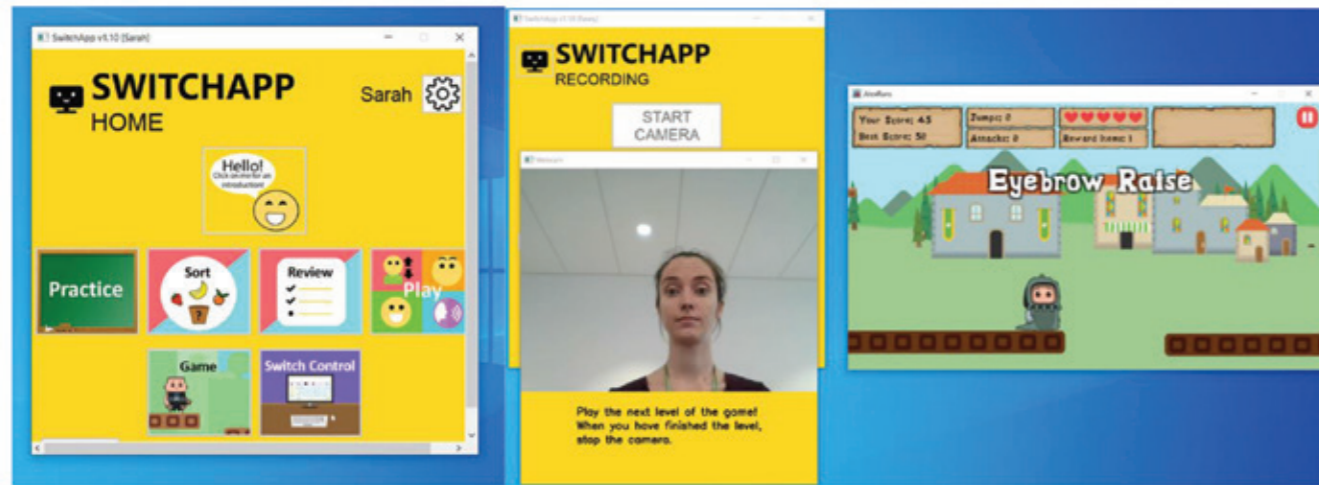 SwitchApp v1.10 (Sarah)
SWITCHAPP
HOME
Sarah
Hello!
Click on me for an
introduction!
Practice
Sort
?
Review
Play
Game
Switch Control
SWITCHAPP
RECORDING
START
CAMERA
Webcam
Play the next level of the game!
When you have finished the level,
stop the camera.
Your Score: 45
Best Score: 50
Jumps: 0
Attacks: 0
Reward Items: 1
Eyebrow Raise